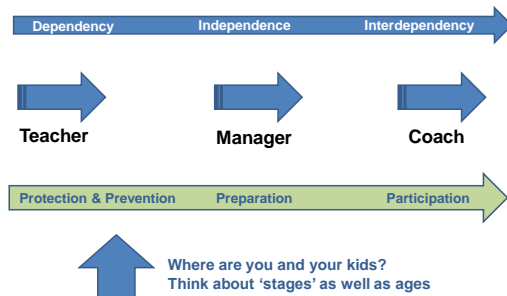 Dependency Independence Interdependency
Teacher Manager Coach
Protection & Prevention Preparation Participation
Where are you and your kids?
Think about ‘stages’ as well as ages